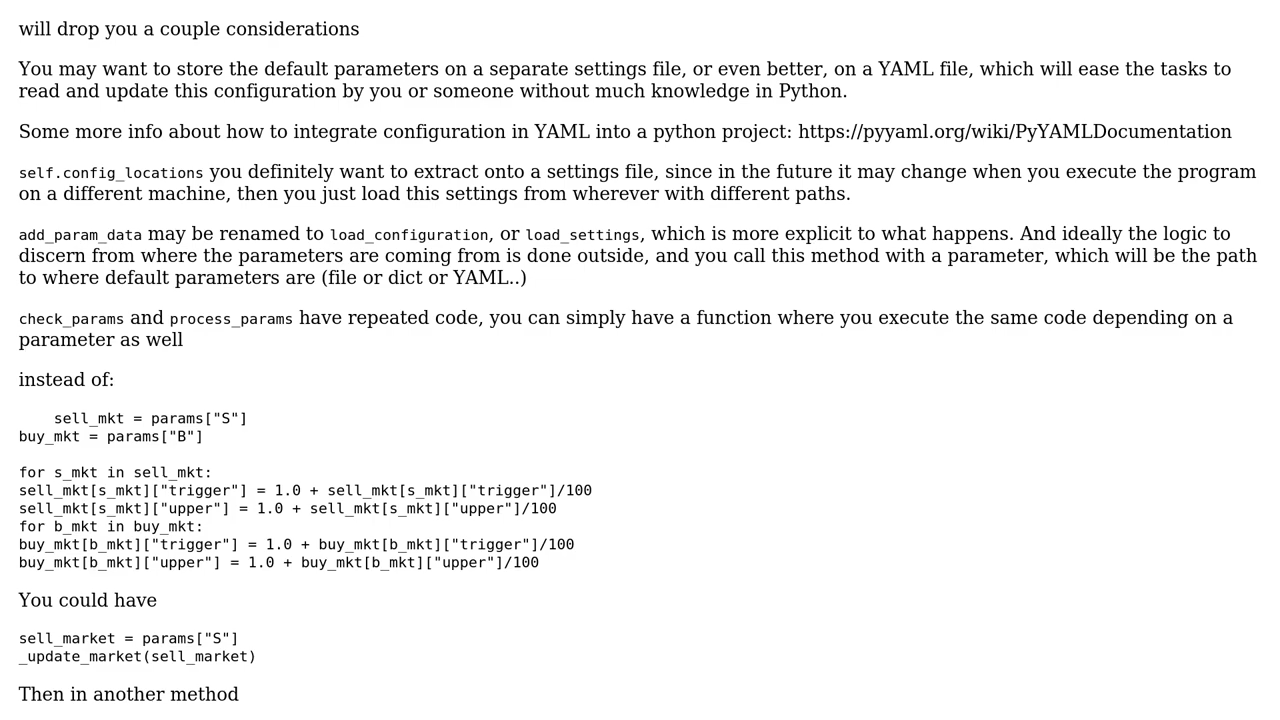 will drop you a couple considerations
You may want to store the default parameters on a separate settings file, or even better, on a YAML file, which will ease the tasks to
read and update this configuration by you or someone without much knowledge in Python.
Some more info about how to integrate configuration in YAML into a python project: https://pyyaml.org/wiki/PyYAMLDocumentation
self.config_locations you definitely want to extract onto a settings file, since in the future it may change when you execute the program
on a different machine, then you just load this settings from wherever with different paths.
add_param_data may be renamed to load_configuration, or load_settings, which is more explicit to what happens. And ideally the logic to
discern from where the parameters are coming from is done outside, and you call this method with a parameter, which will be the path
to where default parameters are (file or dict or YAML..)
check_params and process_params have repeated code, you can simply have a function where you execute the same code depending on a
parameter as well
instead of:
    sell_mkt = params["S"]
buy_mkt = params["B"]
for s_mkt in sell_mkt:
sell_mkt[s_mkt]["trigger"] = 1.0 + sell_mkt[s_mkt]["trigger"]/100
sell_mkt[s_mkt]["upper"] = 1.0 + sell_mkt[s_mkt]["upper"]/100
for b_mkt in buy_mkt:
buy_mkt[b_mkt]["trigger"] = 1.0 + buy_mkt[b_mkt]["trigger"]/100
buy_mkt[b_mkt]["upper"] = 1.0 + buy_mkt[b_mkt]["upper"]/100
You could have
sell_market = params["S"]
_update_market(sell_market)
Then in another method